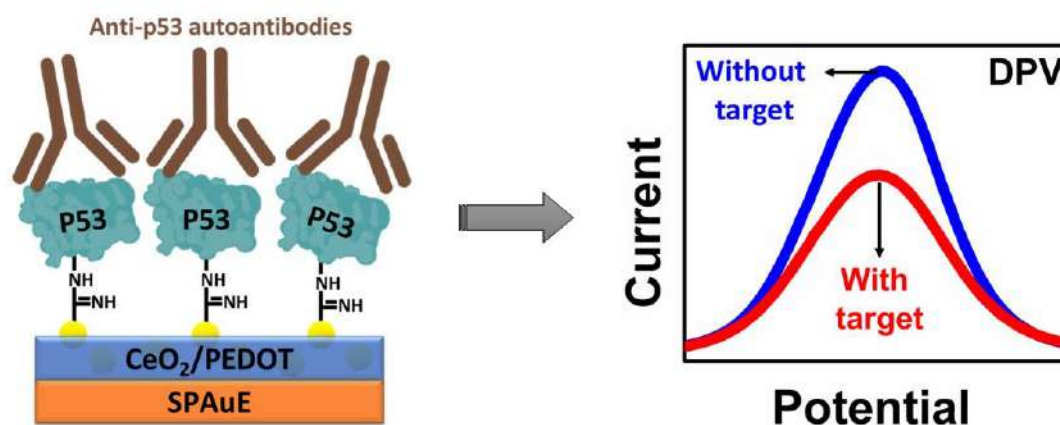 Anti-p53 autoantibodies
P53
P53
P53
NH
NH
NH
NH
NH
NH
CeO₂/PEDOT
SPAuE
DPV
Without
target
With
target
Current
Potential